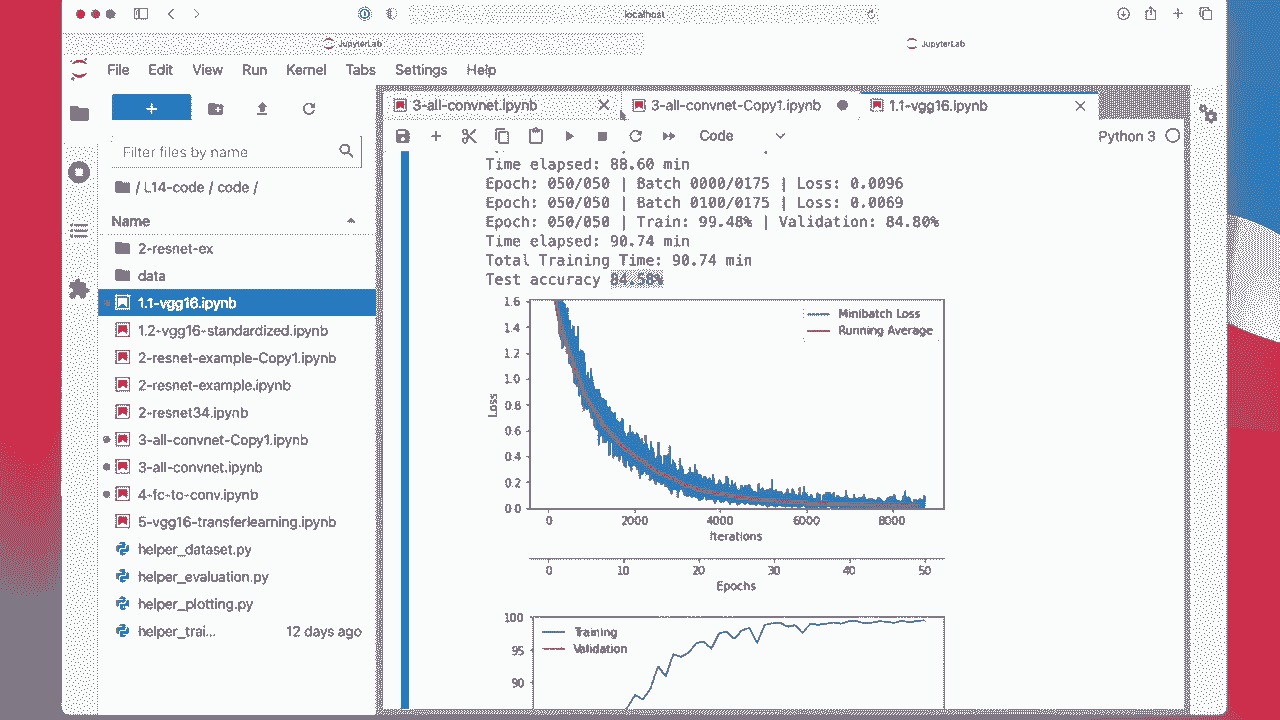 localhost
JupyterLab
JupyterLab
File Edit View Run Kernel Tabs Settings Help
3-all-convnet.ipynb
3-all-convnet-Copy1.ipynb
1.1-vgg16.ipynb
Code
Python 3
Filter files by name
/ L14-code / code /
Name
2-resnet-ex
data
1.1-vgg16.ipynb
1.2-vgg16-standardized.ipynb
2-resnet-example-Copy1.ipynb
2-resnet-example.ipynb
2-resnet34.ipynb
3-all-convnet-Copy1.ipynb
3-all-convnet.ipynb
4-fc-to-conv.ipynb
5-vgg16-transferlearning.ipynb
helper_dataset.py
helper_evaluation.py
helper_plotting.py
helper_trai... 12 days ago
Time elapsed: 88.60 min
Epoch: 050/050 | Batch 0000/0175 | Loss: 0.0096
Epoch: 050/050 | Batch 0100/0175 | Loss: 0.0069
Epoch: 050/050 | Train: 99.48% | Validation: 84.80%
Time elapsed: 90.74 min
Total Training Time: 90.74 min
Test accuracy 84.58%
1.6
1.4
1.2
1.0
0.8
0.6
0.4
0.2
0.0
Loss
Minibatch Loss
Running Average
0 2000 4000 6000 8000
Iterations
0 10 20 30 40 50
Epochs
100
95
90
Training
Validation